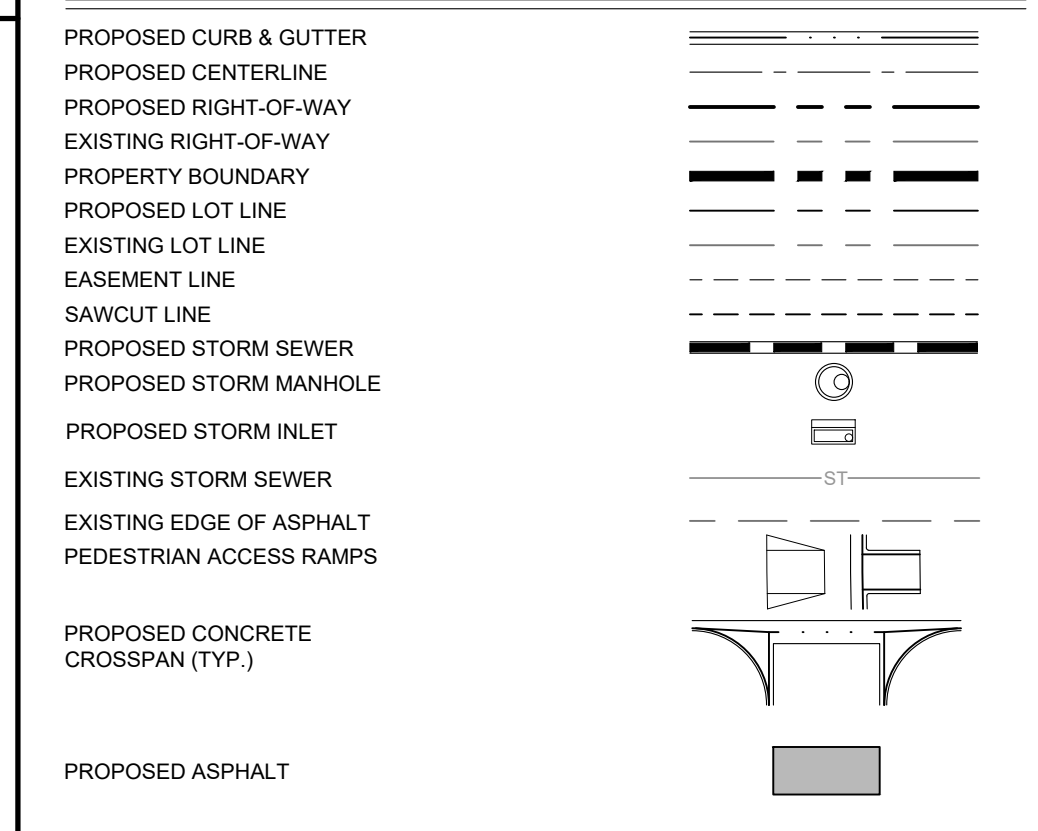 PROPOSED CURB & GUTTER
PROPOSED CENTERLINE
PROPOSED RIGHT-OF-WAY
EXISTING RIGHT-OF-WAY
PROPERTY BOUNDARY
PROPOSED LOT LINE
EXISTING LOT LINE
EASEMENT LINE
SAWCUT LINE
PROPOSED STORM SEWER
PROPOSED STORM MANHOLE
PROPOSED STORM INLET
EXISTING STORM SEWER ST
EXISTING EDGE OF ASPHALT
PEDESTRIAN ACCESS RAMPS
PROPOSED CONCRETE
CROSSPAN (TYP.)
PROPOSED ASPHALT